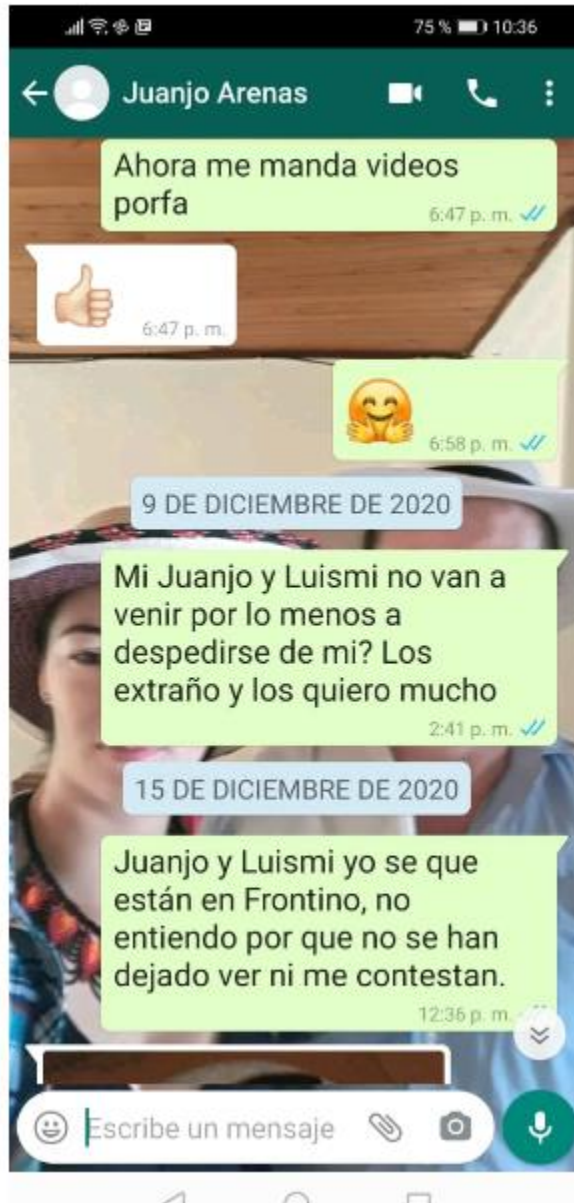 75 % 10:36
Juanjo Arenas
Ahora me manda videos
porfa
6:47 p. m.
6:47 p. m.
6:58 p. m.
9 DE DICIEMBRE DE 2020
Mi Juanjo y Luismi no van a
venir por lo menos a
despedirse de mi? Los
extraño y los quiero mucho
2:41 p. m.
15 DE DICIEMBRE DE 2020
Juanjo y Luismi yo se que
están en Frontino, no
entiendo por que no se han
dejado ver ni me contestan.
12:36 p. m.
Escribe un mensaje